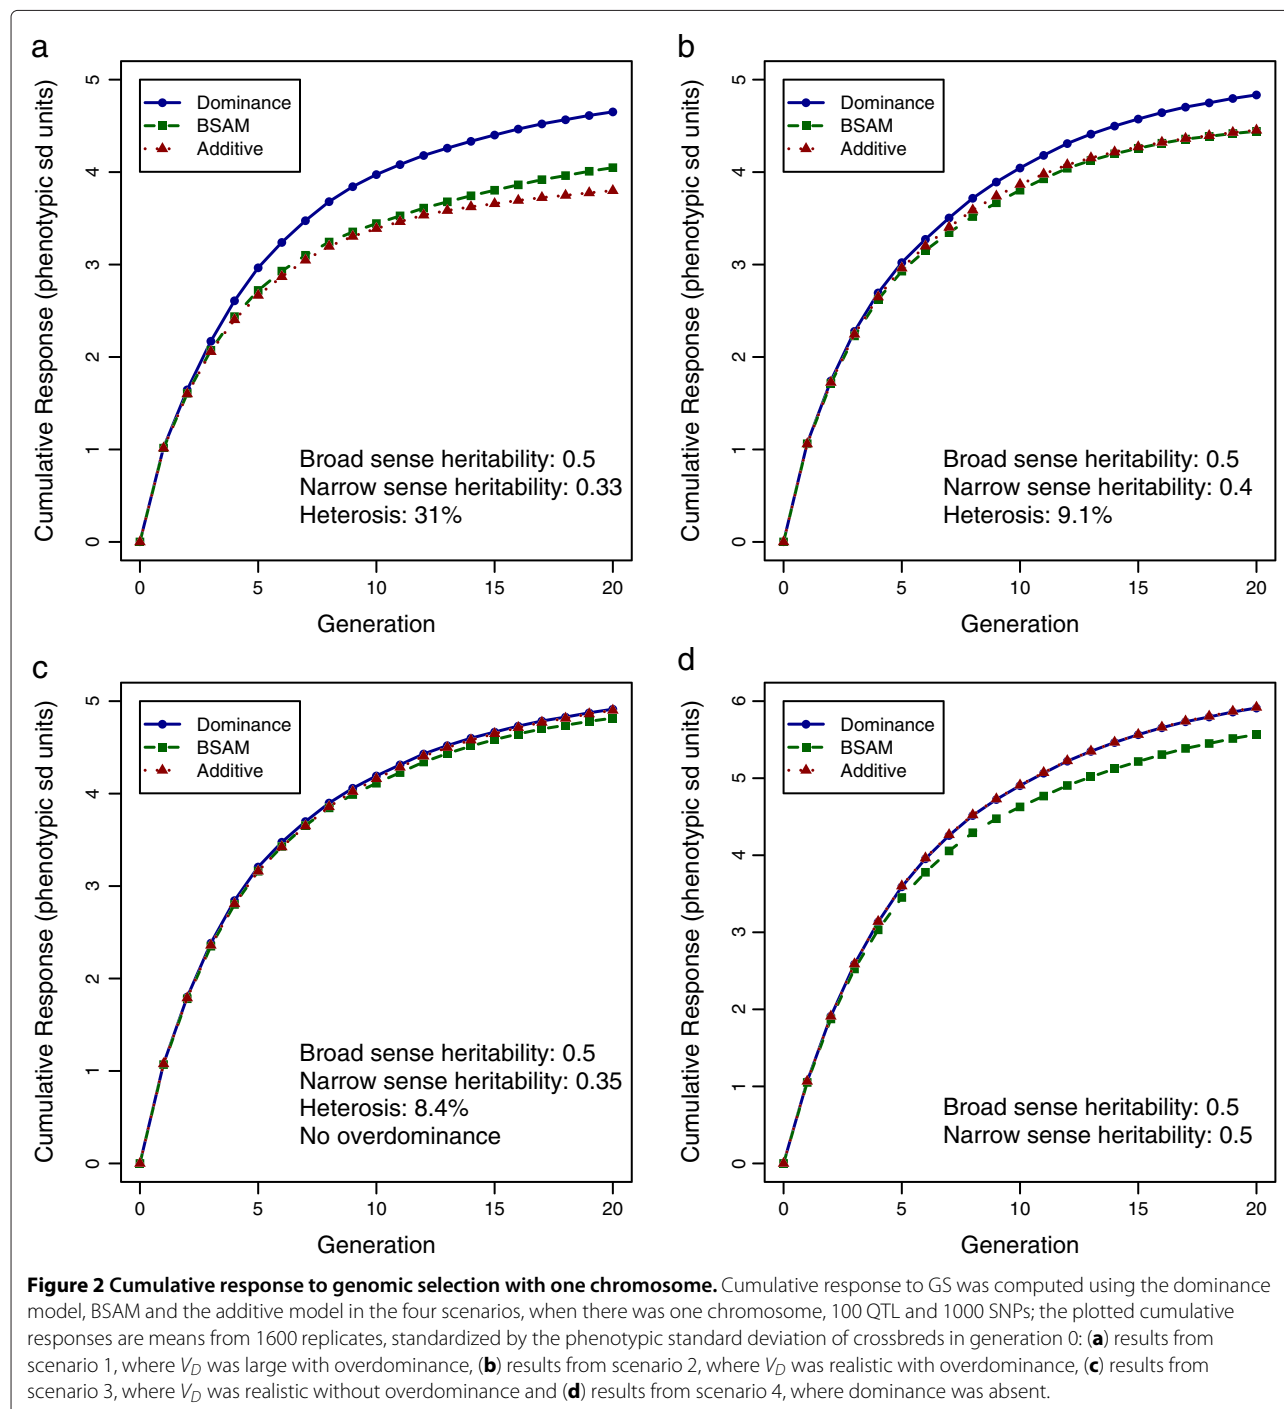 a
Cumulative Response (phenotypic sd units)
5
4
3
2
1
0
Dominance
BSAM
Additive
Broad sense heritability: 0.5
Narrow sense heritability: 0.33
Heterosis: 31%
0 5 10 15 20
Generation
b
Cumulative Response (phenotypic sd units)
5
4
3
2
1
0
Dominance
BSAM
Additive
Broad sense heritability: 0.5
Narrow sense heritability: 0.4
Heterosis: 9.1%
0 5 10 15 20
Generation
c
Cumulative Response (phenotypic sd units)
5
4
3
2
1
0
Dominance
BSAM
Additive
Broad sense heritability: 0.5
Narrow sense heritability: 0.35
Heterosis: 8.4%
No overdominance
0 5 10 15 20
Generation
d
Cumulative Response (phenotypic sd units)
6
5
4
3
2
1
0
Dominance
BSAM
Additive
Broad sense heritability: 0.5
Narrow sense heritability: 0.5
0 5 10 15 20
Generation
Figure 2 Cumulative response to genomic selection with one chromosome. Cumulative response to GS was computed using the dominance
model, BSAM and the additive model in the four scenarios, when there was one chromosome, 100 QTL and 1000 SNPs; the plotted cumulative
responses are means from 1600 replicates, standardized by the phenotypic standard deviation of crossbreds in generation 0: (a) results from
scenario 1, where V_D was large with overdominance, (b) results from scenario 2, where V_D was realistic with overdominance, (c) results from
scenario 3, where V_D was realistic without overdominance and (d) results from scenario 4, where dominance was absent.